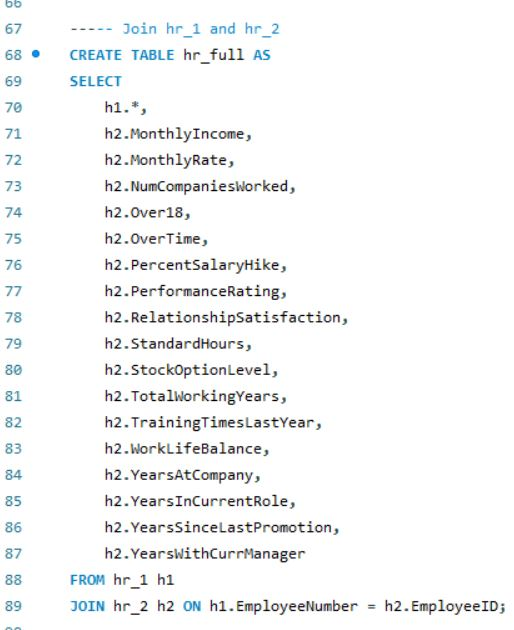 66
67 ----- Join hr_1 and hr_2
68 CREATE TABLE hr_full AS
69 SELECT
70 h1.*,
71 h2.MonthlyIncome,
72 h2.MonthlyRate,
73 h2.NumCompaniesWorked,
74 h2.Over18,
75 h2.OverTime,
76 h2.PercentSalaryHike,
77 h2.PerformanceRating,
78 h2.RelationshipSatisfaction,
79 h2.StandardHours,
80 h2.StockOptionLevel,
81 h2.TotalWorkingYears,
82 h2.TrainingTimesLastYear,
83 h2.WorkLifeBalance,
84 h2.YearsAtCompany,
85 h2.YearsInCurrentRole,
86 h2.YearsSinceLastPromotion,
87 h2.YearsWithCurrManager
88 FROM hr_1 h1
89 JOIN hr_2 h2 ON h1.EmployeeNumber = h2.EmployeeID;